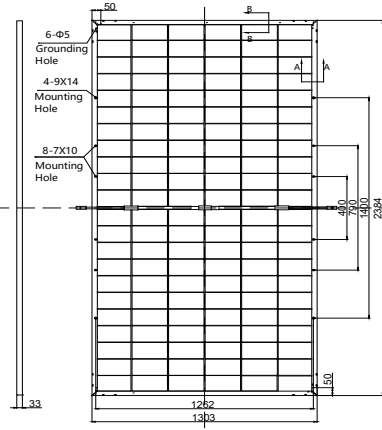 50
B
B
6-Φ5
Grounding
Hole
A
A
4-9X14
Mounting
Hole
8-7X10
Mounting
Hole
400
790
1400
2384
50
33
1262
1303